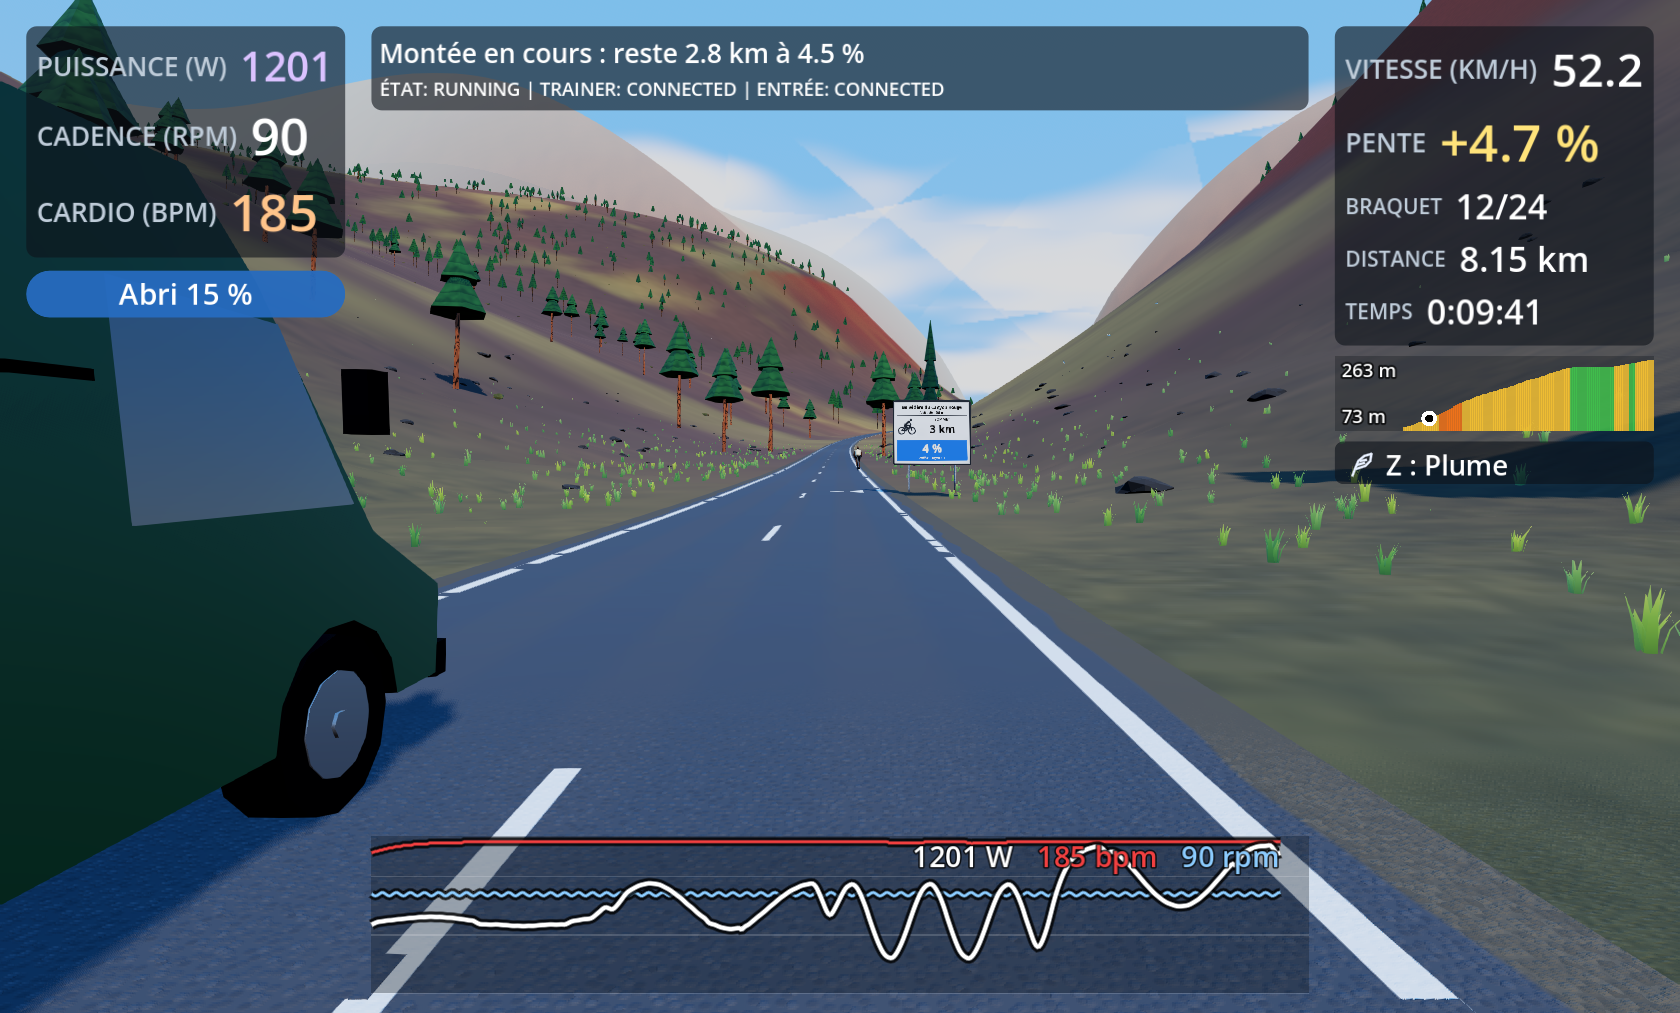 PUISSANCE (W) 1201
CADENCE (RPM) 90
CARDIO (BPM) 185
Abri 15 %
Montée en cours : reste 2.8 km à 4.5 %
ÉTAT: RUNNING | TRAINER: CONNECTED | ENTRÉE: CONNECTED
VITESSE (KM/H) 52.2
PENTE +4.7 %
BRAQUET 12/24
DISTANCE 8.15 km
TEMPS 0:09:41
263 m
73 m
Z : Plume
3 km
4 %
1201 W 185 bpm 90 rpm